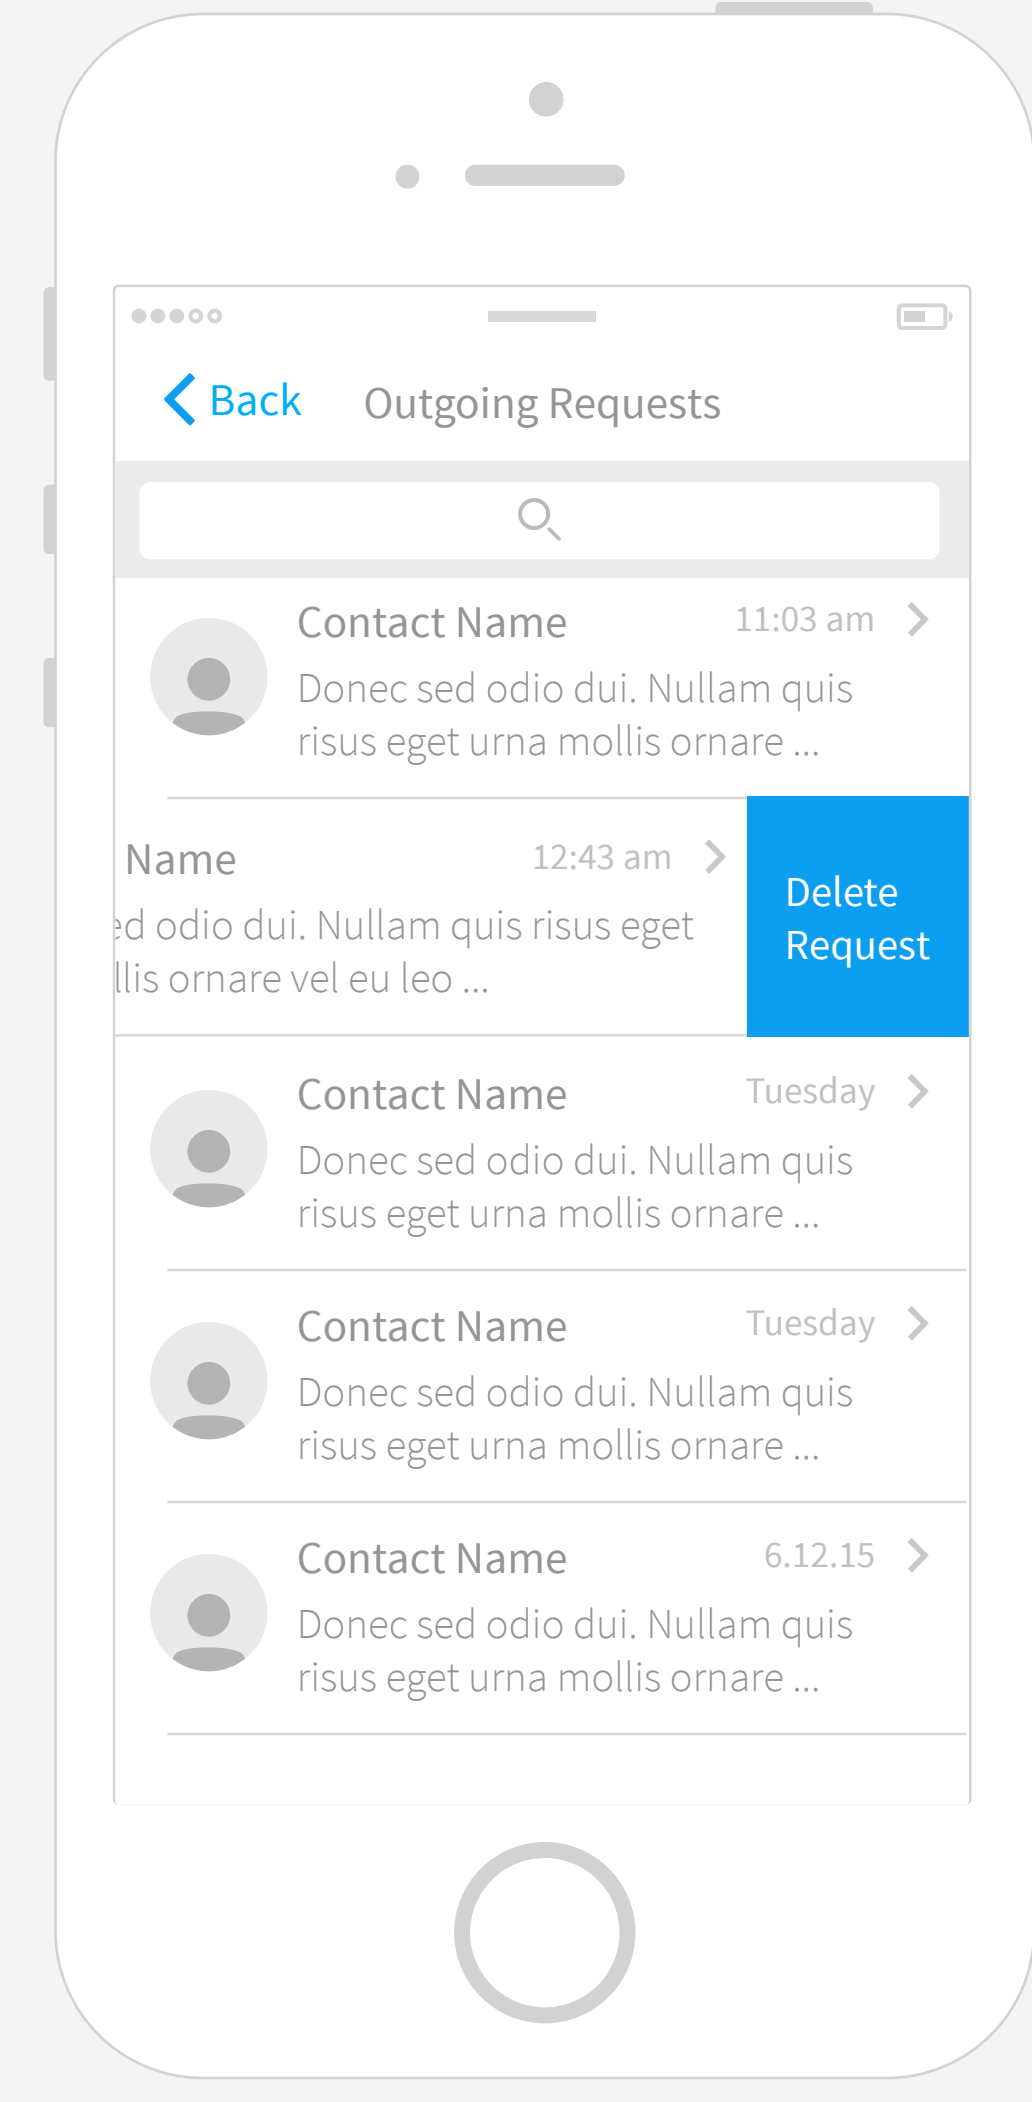 Back
Outgoing Requests
Contact Name
11:03 am
Donec sed odio dui. Nullam quis
risus eget urna mollis ornare ...
Name
12:43 am
ed odio dui. Nullam quis risus eget
llis ornare vel eu leo ...
Delete
Request
Contact Name
Tuesday
Donec sed odio dui. Nullam quis
risus eget urna mollis ornare ...
Contact Name
Tuesday
Donec sed odio dui. Nullam quis
risus eget urna mollis ornare ...
Contact Name
6.12.15
Donec sed odio dui. Nullam quis
risus eget urna mollis ornare ...